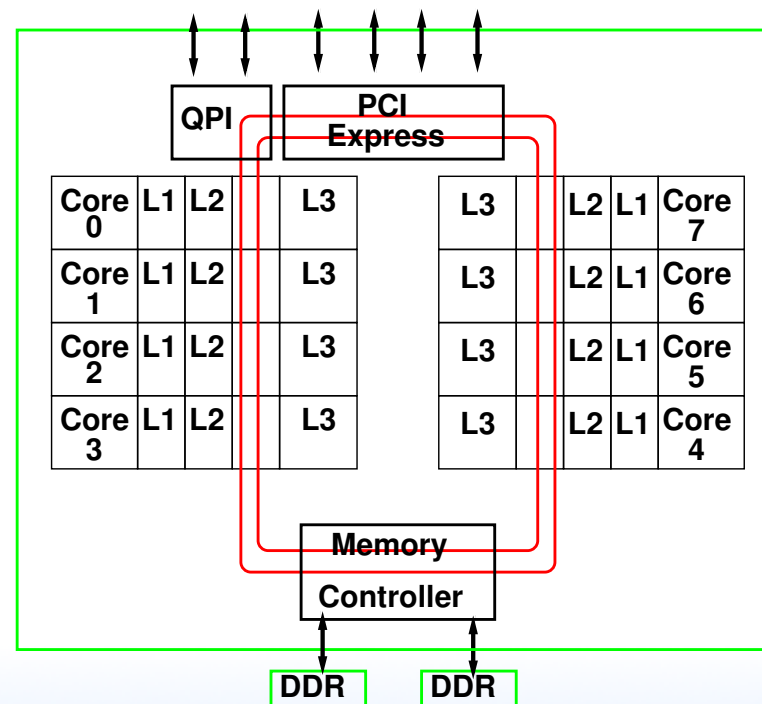 QPI
PCI
Express
Core L1 L2 L3 L3 L2 L1 Core
0 7
Core L1 L2 L3 L3 L2 L1 Core
1 6
Core L1 L2 L3 L3 L2 L1 Core
2 5
Core L1 L2 L3 L3 L2 L1 Core
3 4
Memory
Controller
DDR DDR